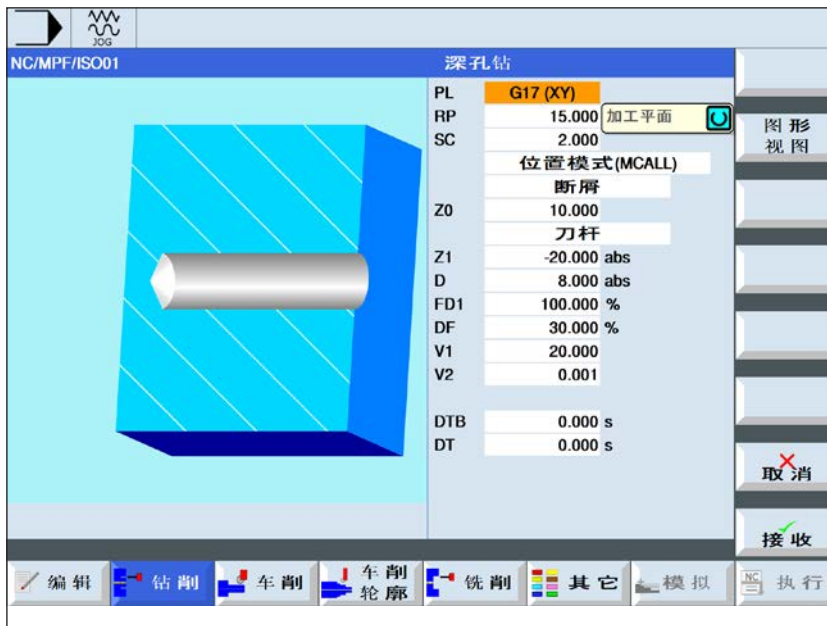 JOG
NC/MPF/ISO01
深孔钻
PL G17 (XY)
RP 15.000 加工平面
SC 2.000
位置模式(MCALL)
断屑
Z0 10.000
刀杆
Z1 -20.000 abs
D 8.000 abs
FD1 100.000 %
DF 30.000 %
V1 20.000
V2 0.001
DTB 0.000 s
DT 0.000 s
图形
视图
取消
接收
编辑
钻削
车削
车削
轮廓
铣削
其它
模拟
NC
执行